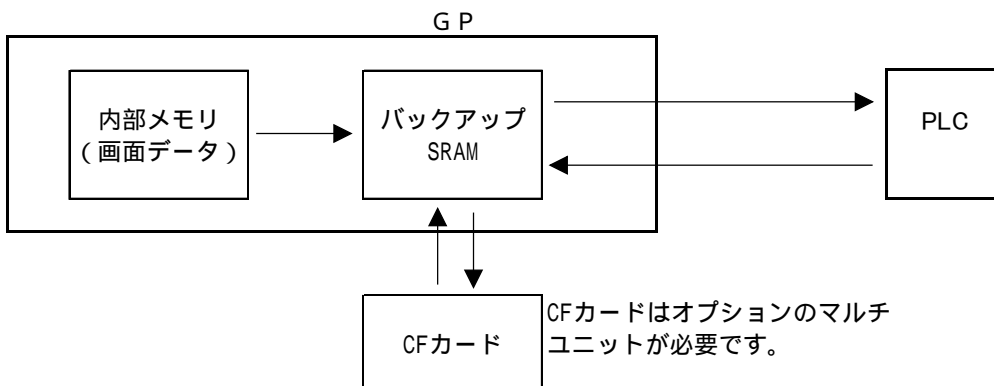 G P
内部メモリ
(画面データ)
バックアップ
SRAM
PLC
CFカード
CFカードはオプションのマルチ
ユニットが必要です。